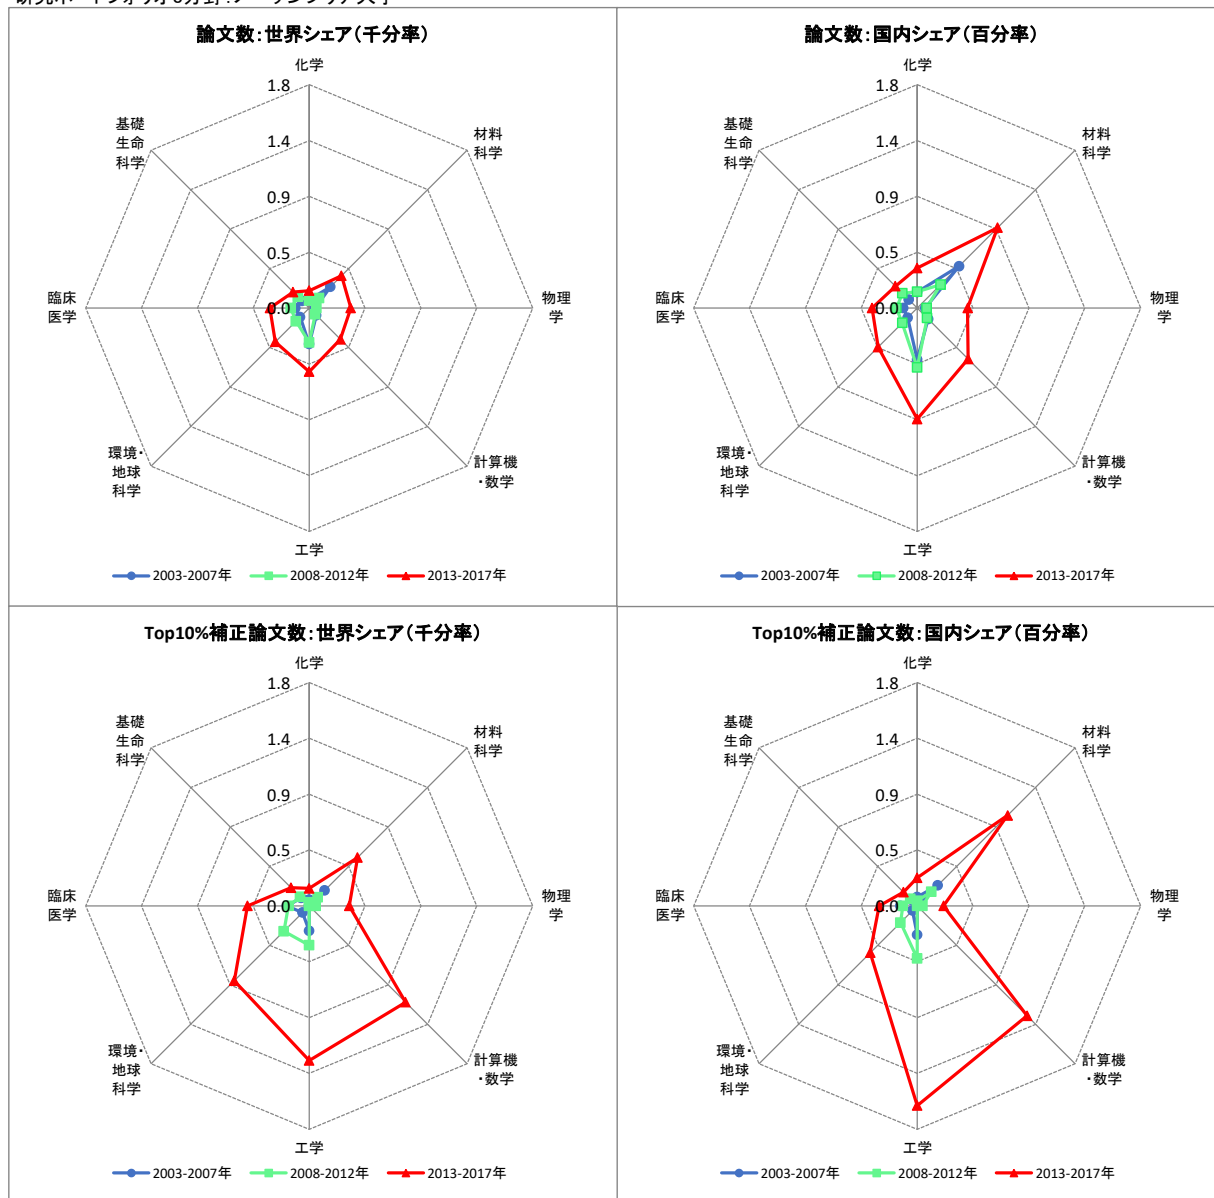 論文数：世界シェア（千分率）
化学
1.8
1.4
0.9
0.5
0.0
基礎
生命
科学
材料
科学
臨床
医学
物理
学
環境・
地球
科学
計算機
・数学
工学
2003-2007年 2008-2012年 2013-2017年
論文数：国内シェア（百分率）
化学
1.8
1.4
0.9
0.5
0.0
基礎
生命
科学
材料
科学
臨床
医学
物理
学
環境・
地球
科学
計算機
・数学
工学
2003-2007年 2008-2012年 2013-2017年
Top10%補正論文数：世界シェア（千分率）
化学
1.8
1.4
0.9
0.5
0.0
基礎
生命
科学
材料
科学
臨床
医学
物理
学
環境・
地球
科学
計算機
・数学
工学
2003-2007年 2008-2012年 2013-2017年
Top10%補正論文数：国内シェア（百分率）
化学
1.8
1.4
0.9
0.5
0.0
基礎
生命
科学
材料
科学
臨床
医学
物理
学
環境・
地球
科学
計算機
・数学
工学
2003-2007年 2008-2012年 2013-2017年